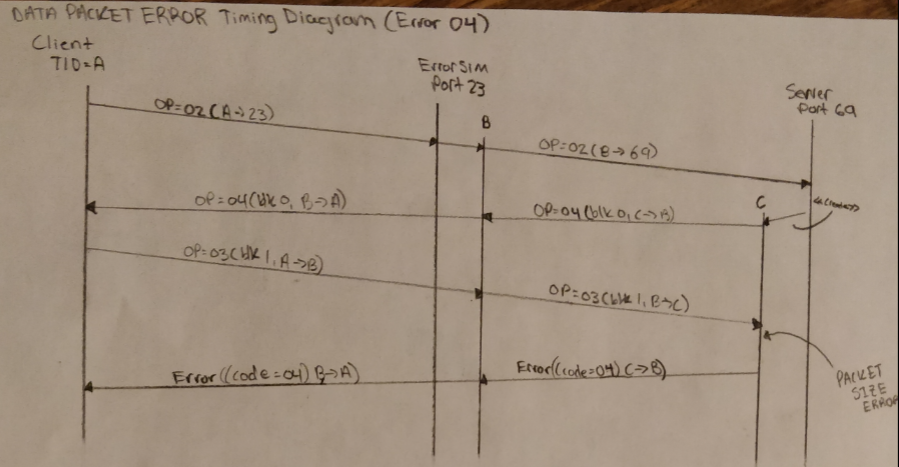 DATA PACKET ERROR Timing Diagram (Error 04)
Client
TID=A
Error Sim
Port 23
Server
Port 69
OP=02 (A→23)
B
OP=02 (B→69)
OP=04 (blk 0, B→A)
OP=04 (blk 0, C→B)
C
<<creates>>
OP=03 (blk 1, A→B)
OP=03 (blk 1, B→C)
Error((code=04) B→A)
Error((code=04) C→B)
PACKET
SIZE
ERROR